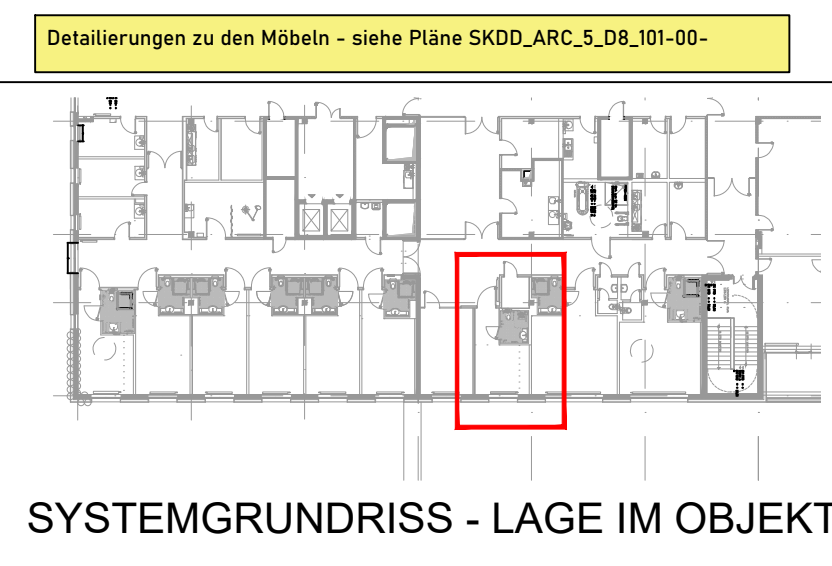 Detailierungen zu den Möbeln - siehe Pläne SKDD_ARC_5_D8_101-00-
SYSTEMGRUNDRISS - LAGE IM OBJEKT